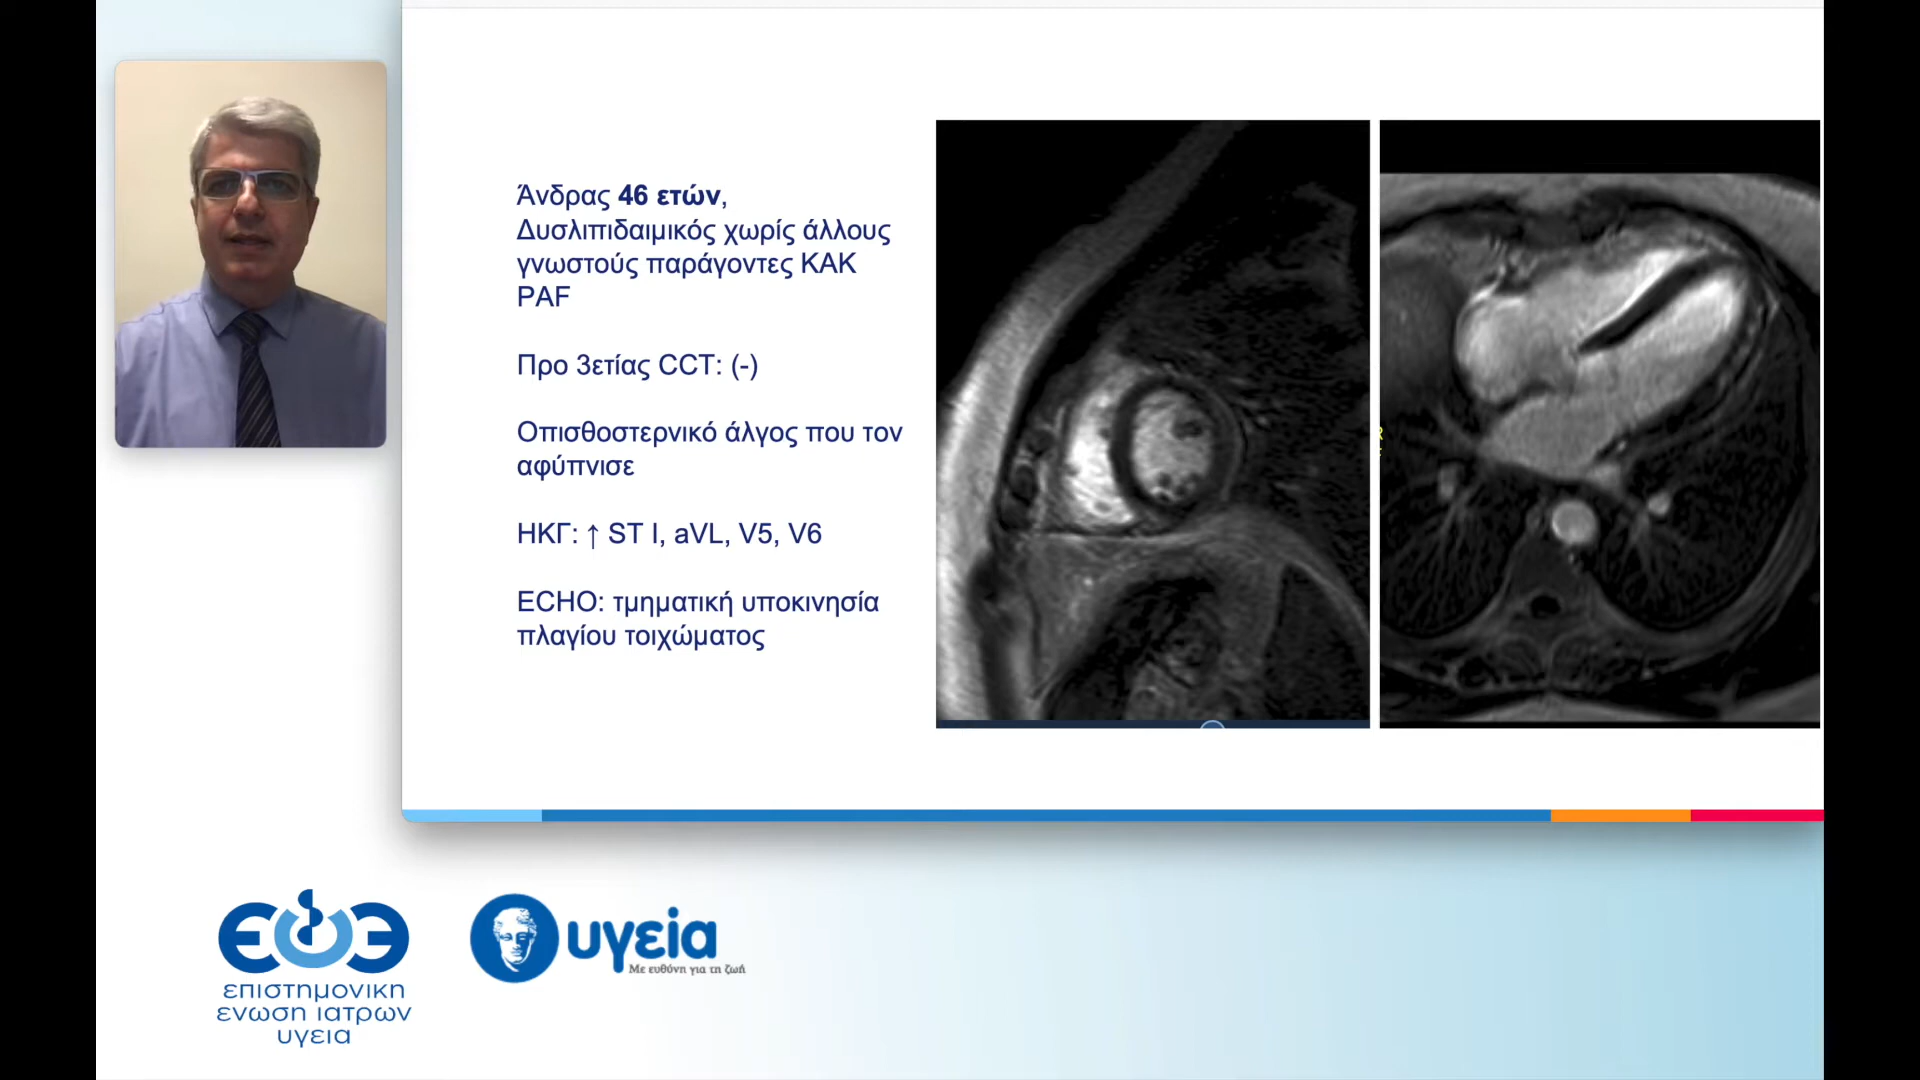 Άνδρας 46 ετών,
Δυσλιπιδαιμικός χωρίς άλλους
γνωστούς παράγοντες ΚΑΚ
PAF
Προ 3ετίας CCT: (-)
Οπισθοστερνικό άλγος που τον
αφύπνισε
ΗΚΓ: ↑ ST I, aVL, V5, V6
ECHO: τμηματική υποκινησία
πλαγίου τοιχώματος
επιστημονικη
ενωση ιατρων
υγεια
υγεία
Με ευθύνη για τη ζωή